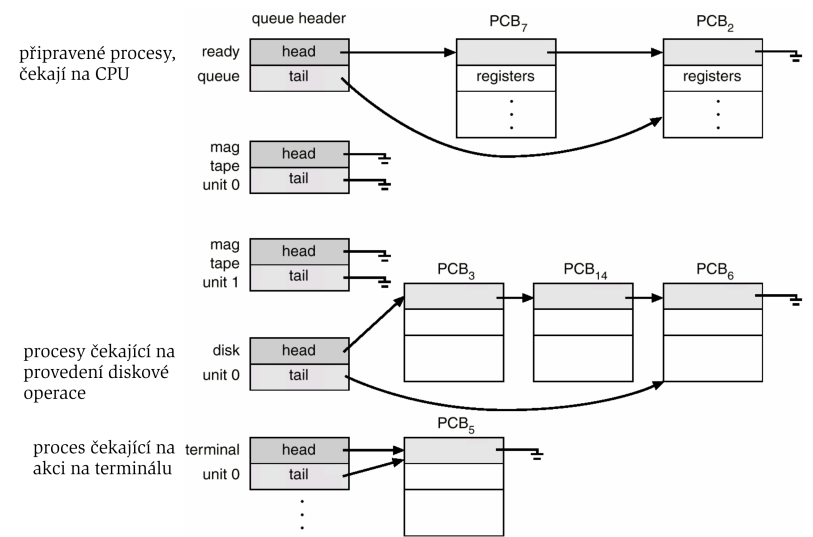 queue header
PCB7
PCB2
připravené procesy,
čekají na CPU
ready
queue
head
tail
registers
registers
mag
tape
unit 0
head
tail
mag
tape
unit 1
head
tail
PCB3
PCB14
PCB6
procesy čekající na
provedení diskové
operace
disk
unit 0
head
tail
PCB5
proces čekající na
akci na terminálu
terminal
unit 0
head
tail